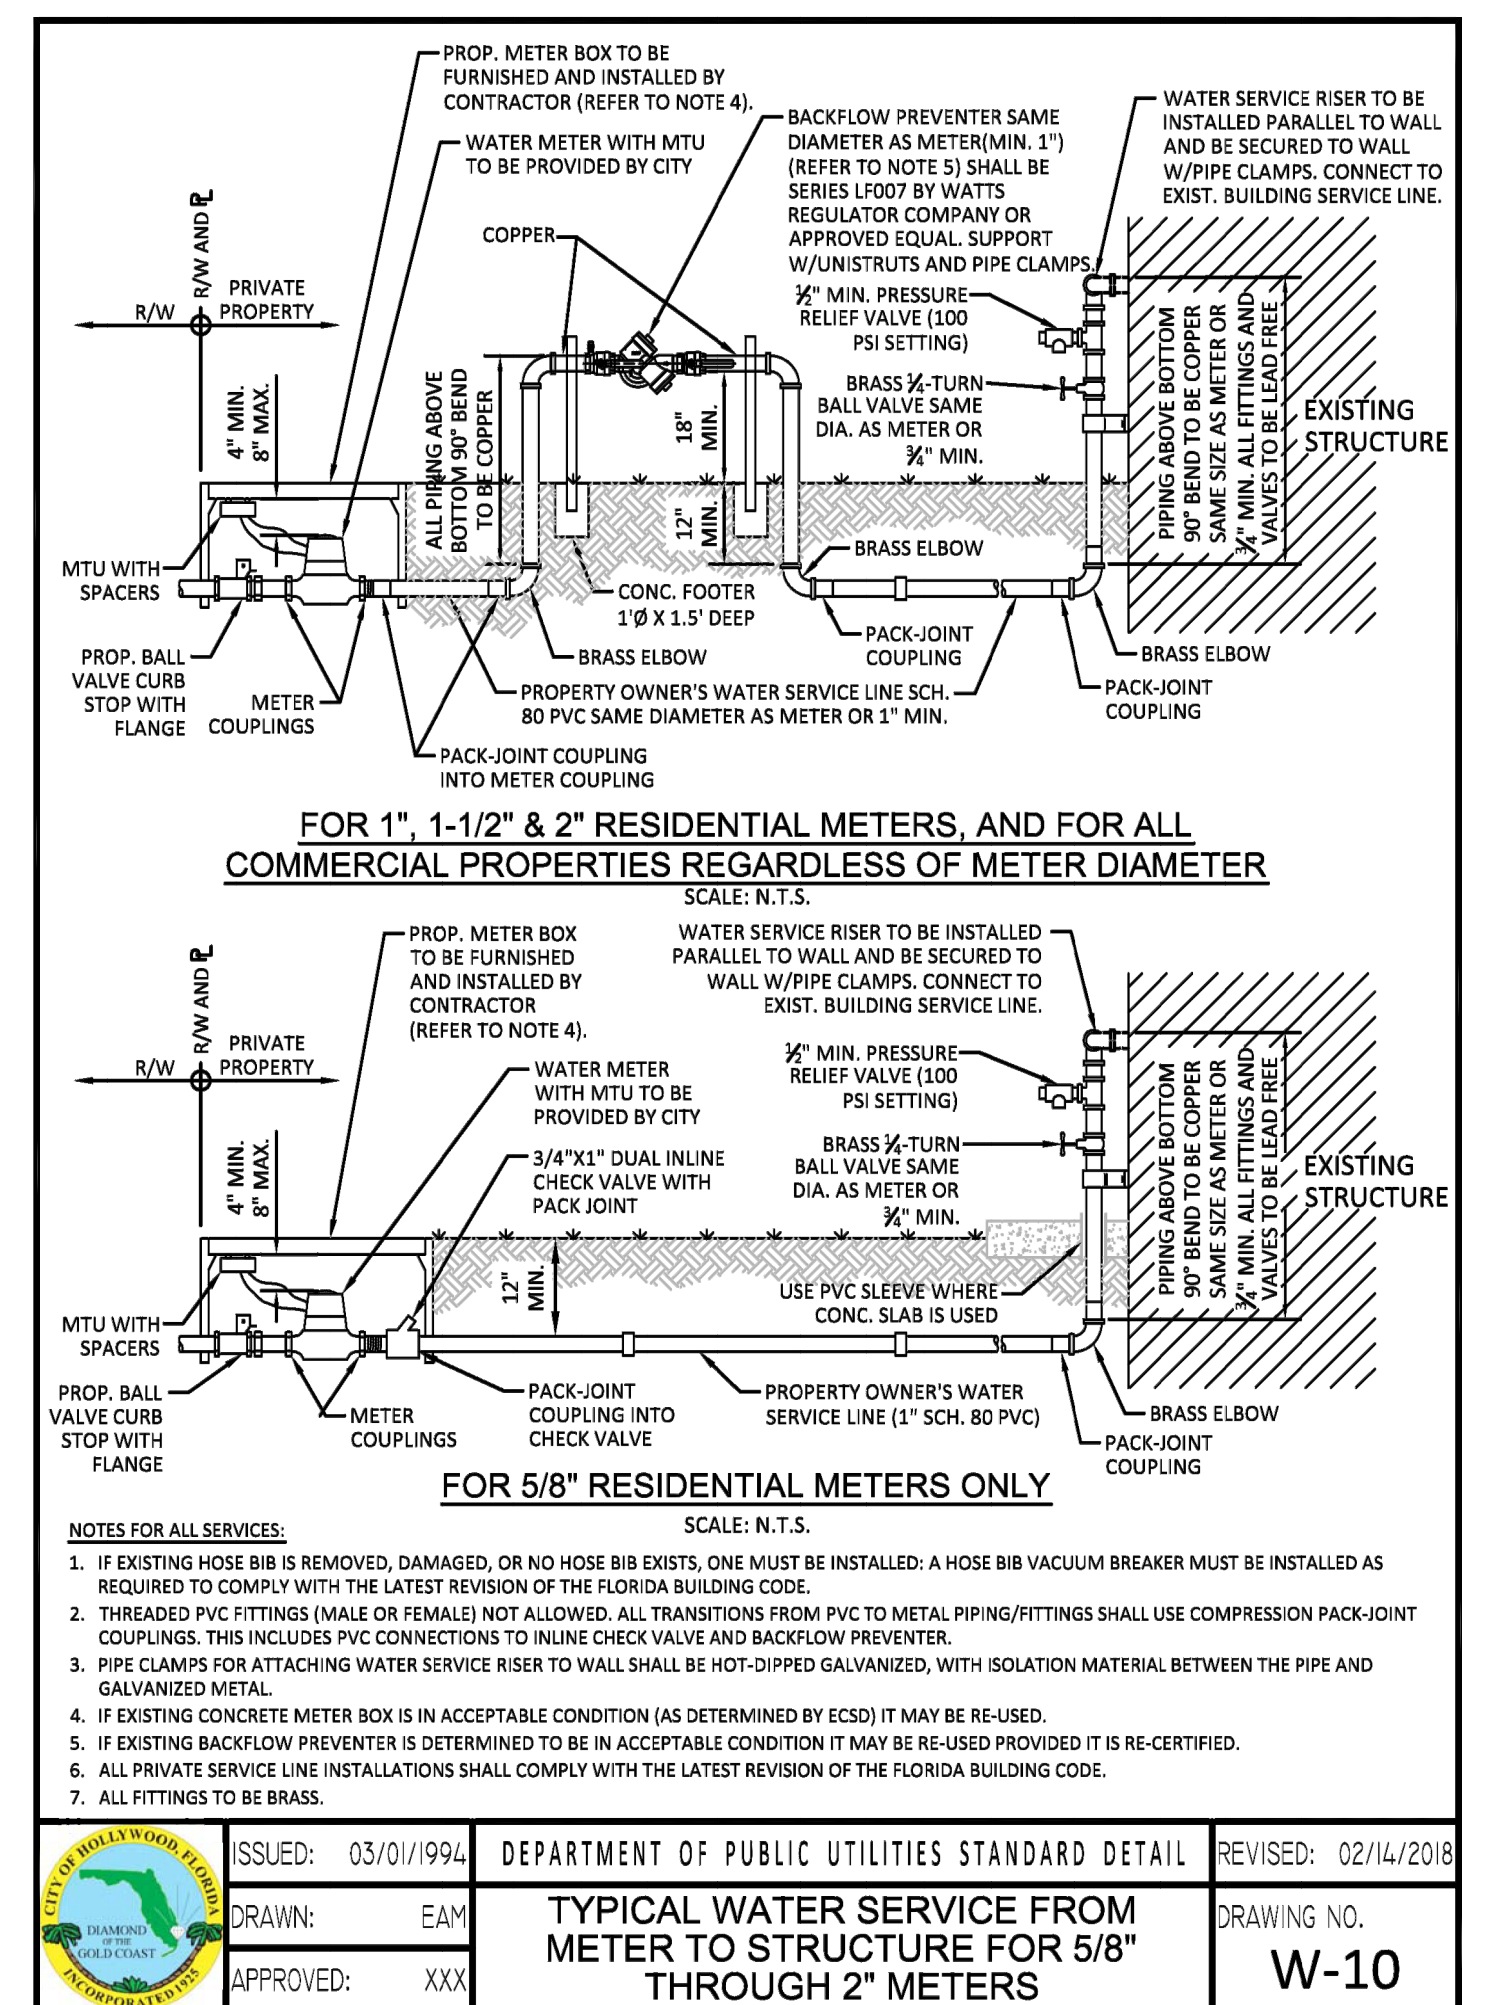 PROP. METER BOX TO BE
FURNISHED AND INSTALLED BY
CONTRACTOR (REFER TO NOTE 4).
WATER METER WITH MTU
TO BE PROVIDED BY CITY
BACKFLOW PREVENTER SAME
DIAMETER AS METER(MIN. 1")
(REFER TO NOTE 5) SHALL BE
SERIES LF007 BY WATTS
REGULATOR COMPANY OR
APPROVED EQUAL. SUPPORT
W/UNISTRUTS AND PIPE CLAMPS.
WATER SERVICE RISER TO BE
INSTALLED PARALLEL TO WALL
AND BE SECURED TO WALL
W/PIPE CLAMPS. CONNECT TO
EXIST. BUILDING SERVICE LINE.
R/W AND PL
R/W
PRIVATE
PROPERTY
COPPER
½" MIN. PRESSURE
RELIEF VALVE (100
PSI SETTING)
BRASS ¼-TURN
BALL VALVE SAME
DIA. AS METER OR
¾" MIN.
4" MIN.
8" MAX.
ALL PIPING ABOVE
BOTTOM 90° BEND
TO BE COPPER
18"
MIN.
12"
MIN.
PIPING ABOVE BOTTOM
90° BEND TO BE COPPER
SAME SIZE AS METER OR
¾" MIN. ALL FITTINGS AND
VALVES TO BE LEAD FREE
EXISTING
STRUCTURE
MTU WITH
SPACERS
BRASS ELBOW
CONC. FOOTER
1'Ø X 1.5' DEEP
PACK-JOINT
COUPLING
BRASS ELBOW
BRASS ELBOW
PROP. BALL
VALVE CURB
STOP WITH
FLANGE
METER
COUPLINGS
PROPERTY OWNER'S WATER SERVICE LINE SCH.
80 PVC SAME DIAMETER AS METER OR 1" MIN.
PACK-JOINT
COUPLING
PACK-JOINT COUPLING
INTO METER COUPLING
FOR 1", 1-1/2" & 2" RESIDENTIAL METERS, AND FOR ALL
COMMERCIAL PROPERTIES REGARDLESS OF METER DIAMETER
SCALE: N.T.S.
PROP. METER BOX
TO BE FURNISHED
AND INSTALLED BY
CONTRACTOR
(REFER TO NOTE 4).
WATER SERVICE RISER TO BE INSTALLED
PARALLEL TO WALL AND BE SECURED TO
WALL W/PIPE CLAMPS. CONNECT TO
EXIST. BUILDING SERVICE LINE.
R/W AND PL
R/W
PRIVATE
PROPERTY
WATER METER
WITH MTU TO BE
PROVIDED BY CITY
½" MIN. PRESSURE
RELIEF VALVE (100
PSI SETTING)
3/4"X1" DUAL INLINE
CHECK VALVE WITH
PACK JOINT
BRASS ¼-TURN
BALL VALVE SAME
DIA. AS METER OR
¾" MIN.
4" MIN.
8" MAX.
12"
MIN.
PIPING ABOVE BOTTOM
90° BEND TO BE COPPER
SAME SIZE AS METER OR
¾" MIN. ALL FITTINGS AND
VALVES TO BE LEAD FREE
EXISTING
STRUCTURE
USE PVC SLEEVE WHERE
CONC. SLAB IS USED
MTU WITH
SPACERS
PROP. BALL
VALVE CURB
STOP WITH
FLANGE
METER
COUPLINGS
PACK-JOINT
COUPLING INTO
CHECK VALVE
PROPERTY OWNER'S WATER
SERVICE LINE (1" SCH. 80 PVC)
BRASS ELBOW
PACK-JOINT
COUPLING
FOR 5/8" RESIDENTIAL METERS ONLY
SCALE: N.T.S.
NOTES FOR ALL SERVICES:
1. IF EXISTING HOSE BIB IS REMOVED, DAMAGED, OR NO HOSE BIB EXISTS, ONE MUST BE INSTALLED: A HOSE BIB VACUUM BREAKER MUST BE INSTALLED AS
REQUIRED TO COMPLY WITH THE LATEST REVISION OF THE FLORIDA BUILDING CODE.
2. THREADED PVC FITTINGS (MALE OR FEMALE) NOT ALLOWED. ALL TRANSITIONS FROM PVC TO METAL PIPING/FITTINGS SHALL USE COMPRESSION PACK-JOINT
COUPLINGS. THIS INCLUDES PVC CONNECTIONS TO INLINE CHECK VALVE AND BACKFLOW PREVENTER.
3. PIPE CLAMPS FOR ATTACHING WATER SERVICE RISER TO WALL SHALL BE HOT-DIPPED GALVANIZED, WITH ISOLATION MATERIAL BETWEEN THE PIPE AND
GALVANIZED METAL.
4. IF EXISTING CONCRETE METER BOX IS IN ACCEPTABLE CONDITION (AS DETERMINED BY ECSD) IT MAY BE RE-USED.
5. IF EXISTING BACKFLOW PREVENTER IS DETERMINED TO BE IN ACCEPTABLE CONDITION IT MAY BE RE-USED PROVIDED IT IS RE-CERTIFIED.
6. ALL PRIVATE SERVICE LINE INSTALLATIONS SHALL COMPLY WITH THE LATEST REVISION OF THE FLORIDA BUILDING CODE.
7. ALL FITTINGS TO BE BRASS.
CITY OF HOLLYWOOD, FLORIDA
DIAMOND
OF THE
GOLD COAST
INCORPORATED 1925
ISSUED: 03/01/1994
DRAWN: EAM
APPROVED: XXX
DEPARTMENT OF PUBLIC UTILITIES STANDARD DETAIL
TYPICAL WATER SERVICE FROM
METER TO STRUCTURE FOR 5/8"
THROUGH 2" METERS
REVISED: 02/14/2018
DRAWING NO.
W-10